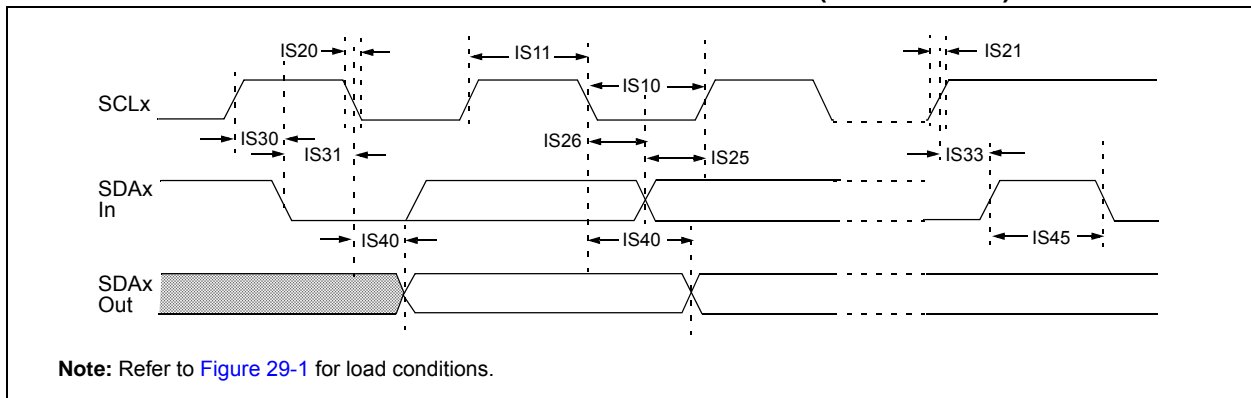 IS20
IS11
IS21
IS10
SCLx
IS30
IS31
IS26
IS25
IS33
SDAx
In
IS40
IS40
IS45
SDAx
Out
Note: Refer to Figure 29-1 for load conditions.